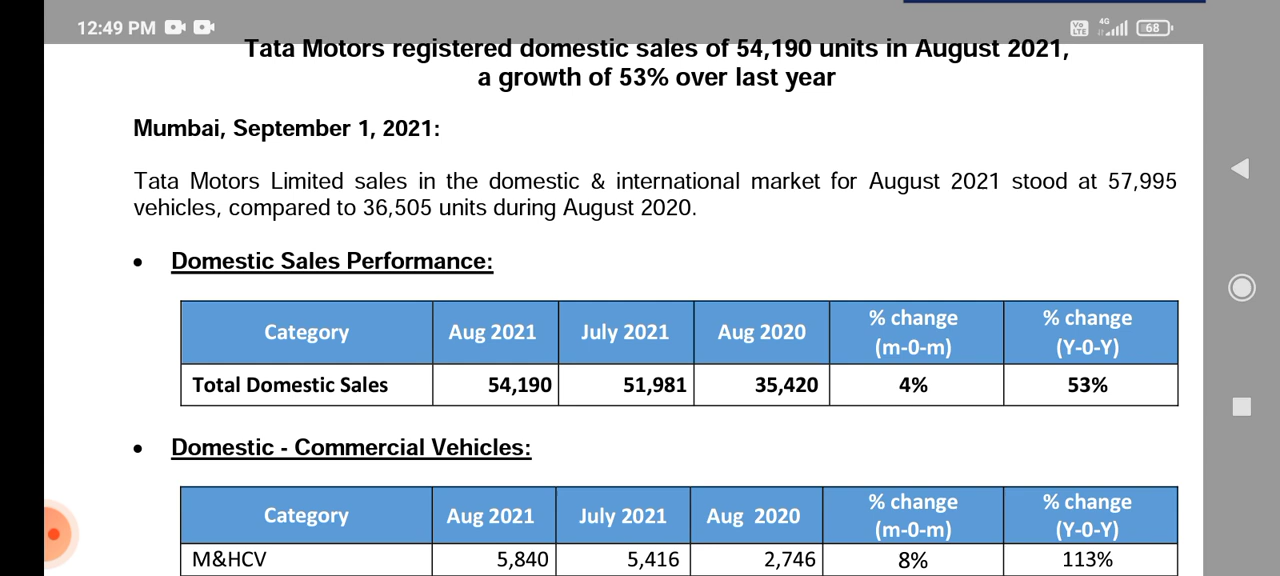 12:49 PM
Vo LTE 4G 68
Tata Motors registered domestic sales of 54,190 units in August 2021,
a growth of 53% over last year
Mumbai, September 1, 2021:
Tata Motors Limited sales in the domestic & international market for August 2021 stood at 57,995
vehicles, compared to 36,505 units during August 2020.
• Domestic Sales Performance:
Category Aug 2021 July 2021 Aug 2020 % change (m-0-m) % change (Y-0-Y)
Total Domestic Sales 54,190 51,981 35,420 4% 53%
• Domestic - Commercial Vehicles:
Category Aug 2021 July 2021 Aug 2020 % change (m-0-m) % change (Y-0-Y)
M&HCV 5,840 5,416 2,746 8% 113%